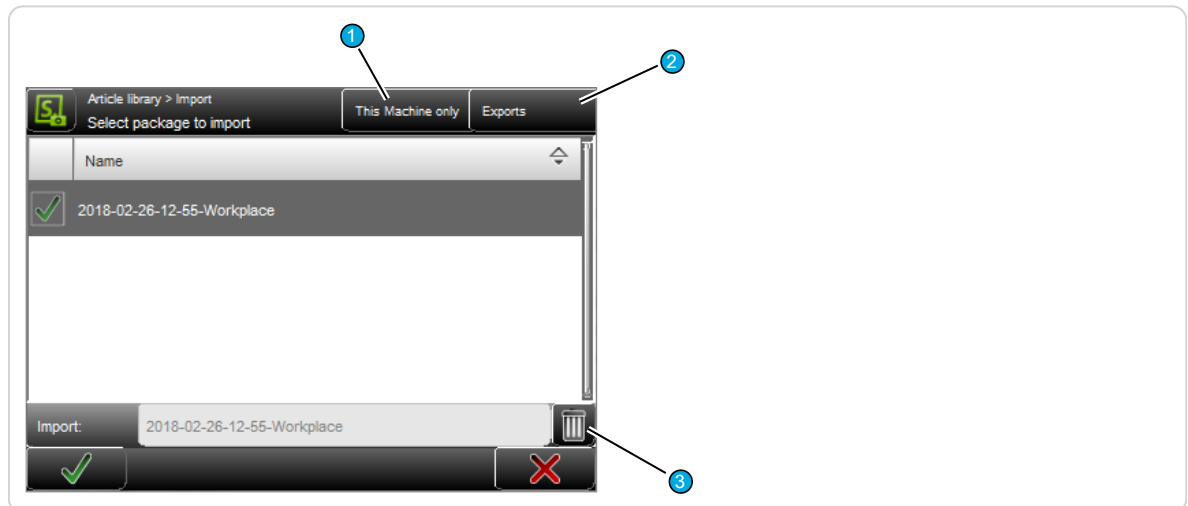 1
2
Article library > Import
Select package to import
This Machine only
Exports
Name
2018-02-26-12-55-Workplace
Import:
2018-02-26-12-55-Workplace
3